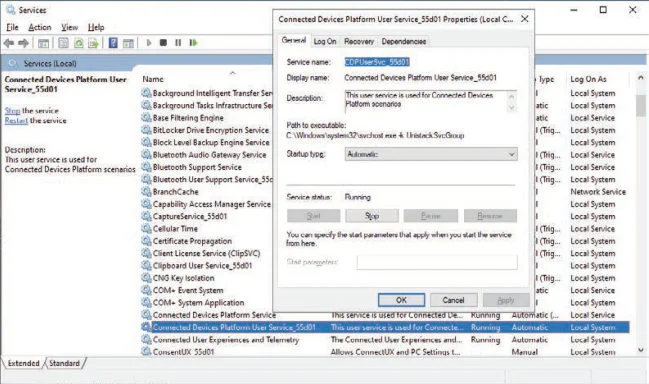 Services
File Action View Help
Services (Local)
Connected Devices Platform User Service_55d01
Stop the service
Restart the service
Description:
This user service is used for
Connected Devices Platform scenarios
Name
Background Intelligent Transfer Ser
Background Tasks Infrastructure Ser
Base Filtering Engine
BitLocker Drive Encryption Service
Block Level Backup Engine Service
Bluetooth Audio Gateway Service
Bluetooth Support Service
Bluetooth User Support Service_55d
BranchCache
Capability Access Manager Service
CaptureService_55d01
Cellular Time
Certificate Propagation
Client License Service (ClipSVC)
Clipboard User Service_55d01
CNG Key Isolation
COM+ Event System
COM+ System Application
Connected Devices Platform Service This service is used for Connected De... Running Automatic (... Local Service
Connected Devices Platform User Service_55d01 This user service is used for Connecte... Running Automatic Local System
Connected User Experiences and Telemetry The Connected User Experiences and... Running Automatic Local System
ConsentUX_55d01 Allows ConnectUX and PC Settings t... Manual Local System
Extended Standard
Connected Devices Platform User Service_55d01 Properties (Local C...
General Log On Recovery Dependencies
Service name: CDPUserSvc_55d01
Display name: Connected Devices Platform User Service_55d01
Description: This user service is used for Connected Devices
Platform scenarios
Path to executable:
C:\Windows\system32\svchost.exe -k UnistackSvcGroup
Startup type: Automatic
Service status: Running
Start Stop Pause Resume
You can specify the start parameters that apply when you start the service
from here.
Start parameters:
OK Cancel Apply
Type Log On As
Local System
Local System
Local Service
(Trig... Local System
Local System
(Trig... Local Service
(Trig... Local Service
(Trig... Local System
Network Service
Local System
Local System
(Trig... Local Service
(Trig... Local System
(Trig... Local System
Local System
(Trig... Local System
Local Service
Local System